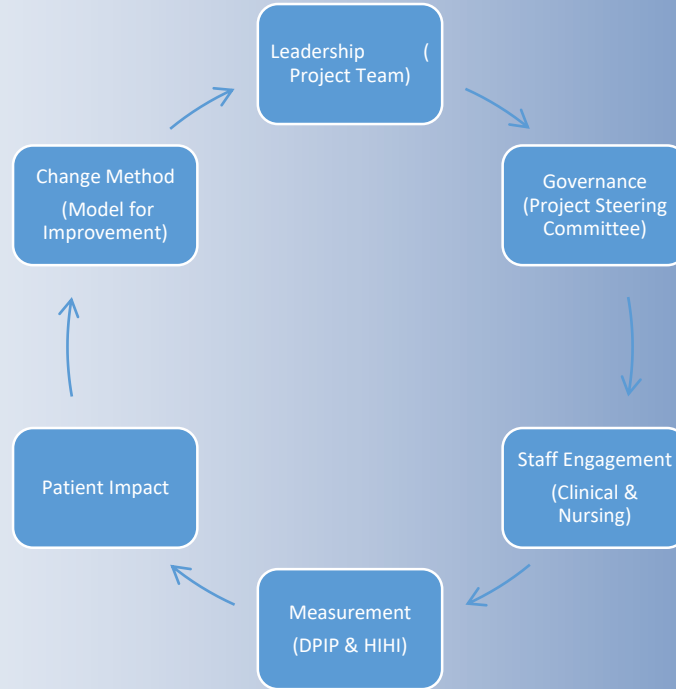 Leadership (
Project Team)
Governance
(Project Steering
Committee)
Staff Engagement
(Clinical &
Nursing)
Measurement
(DPIP & HIHI)
Patient Impact
Change Method
(Model for
Improvement)